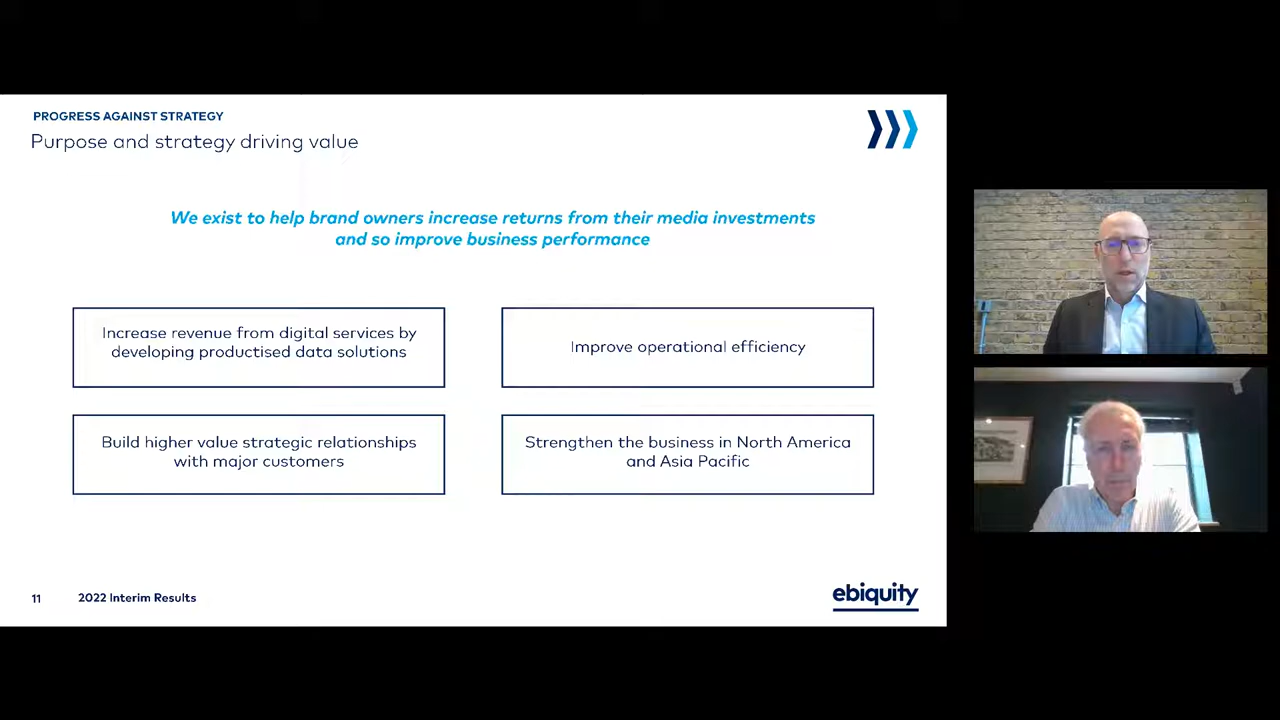 PROGRESS AGAINST STRATEGY
Purpose and strategy driving value
We exist to help brand owners increase returns from their media investments
and so improve business performance
Increase revenue from digital services by
developing productised data solutions
Improve operational efficiency
Build higher value strategic relationships
with major customers
Strengthen the business in North America
and Asia Pacific
11
2022 Interim Results
ebiquity